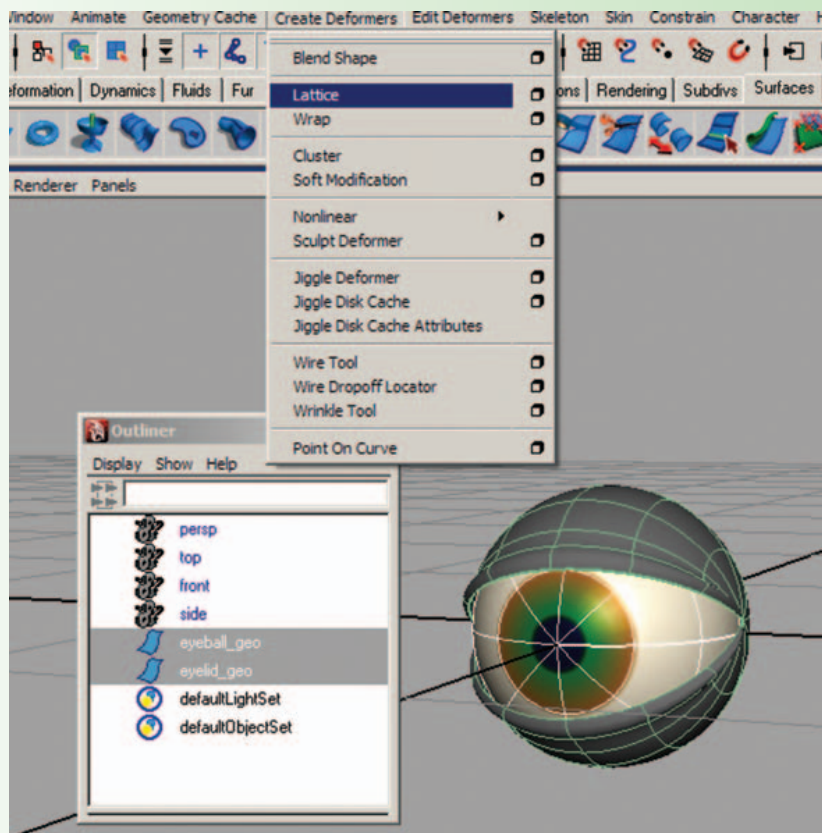 Window Animate Geometry Cache Create Deformers Edit Deformers Skeleton Skin Constrain Character
Blend Shape
Dynamics Fluids Fur
Rendering Subdivs Surfaces
Lattice
Wrap
Cluster
Soft Modification
Renderer Panels
Nonlinear
Sculpt Deformer
Jiggle Deformer
Jiggle Disk Cache
Jiggle Disk Cache Attributes
Wire Tool
Wire Dropoff Locator
Wrinkle Tool
Point On Curve
Outliner
Display Show Help
persp
top
front
side
eyeball_geo
eyelid_geo
defaultLightSet
defaultObjectSet